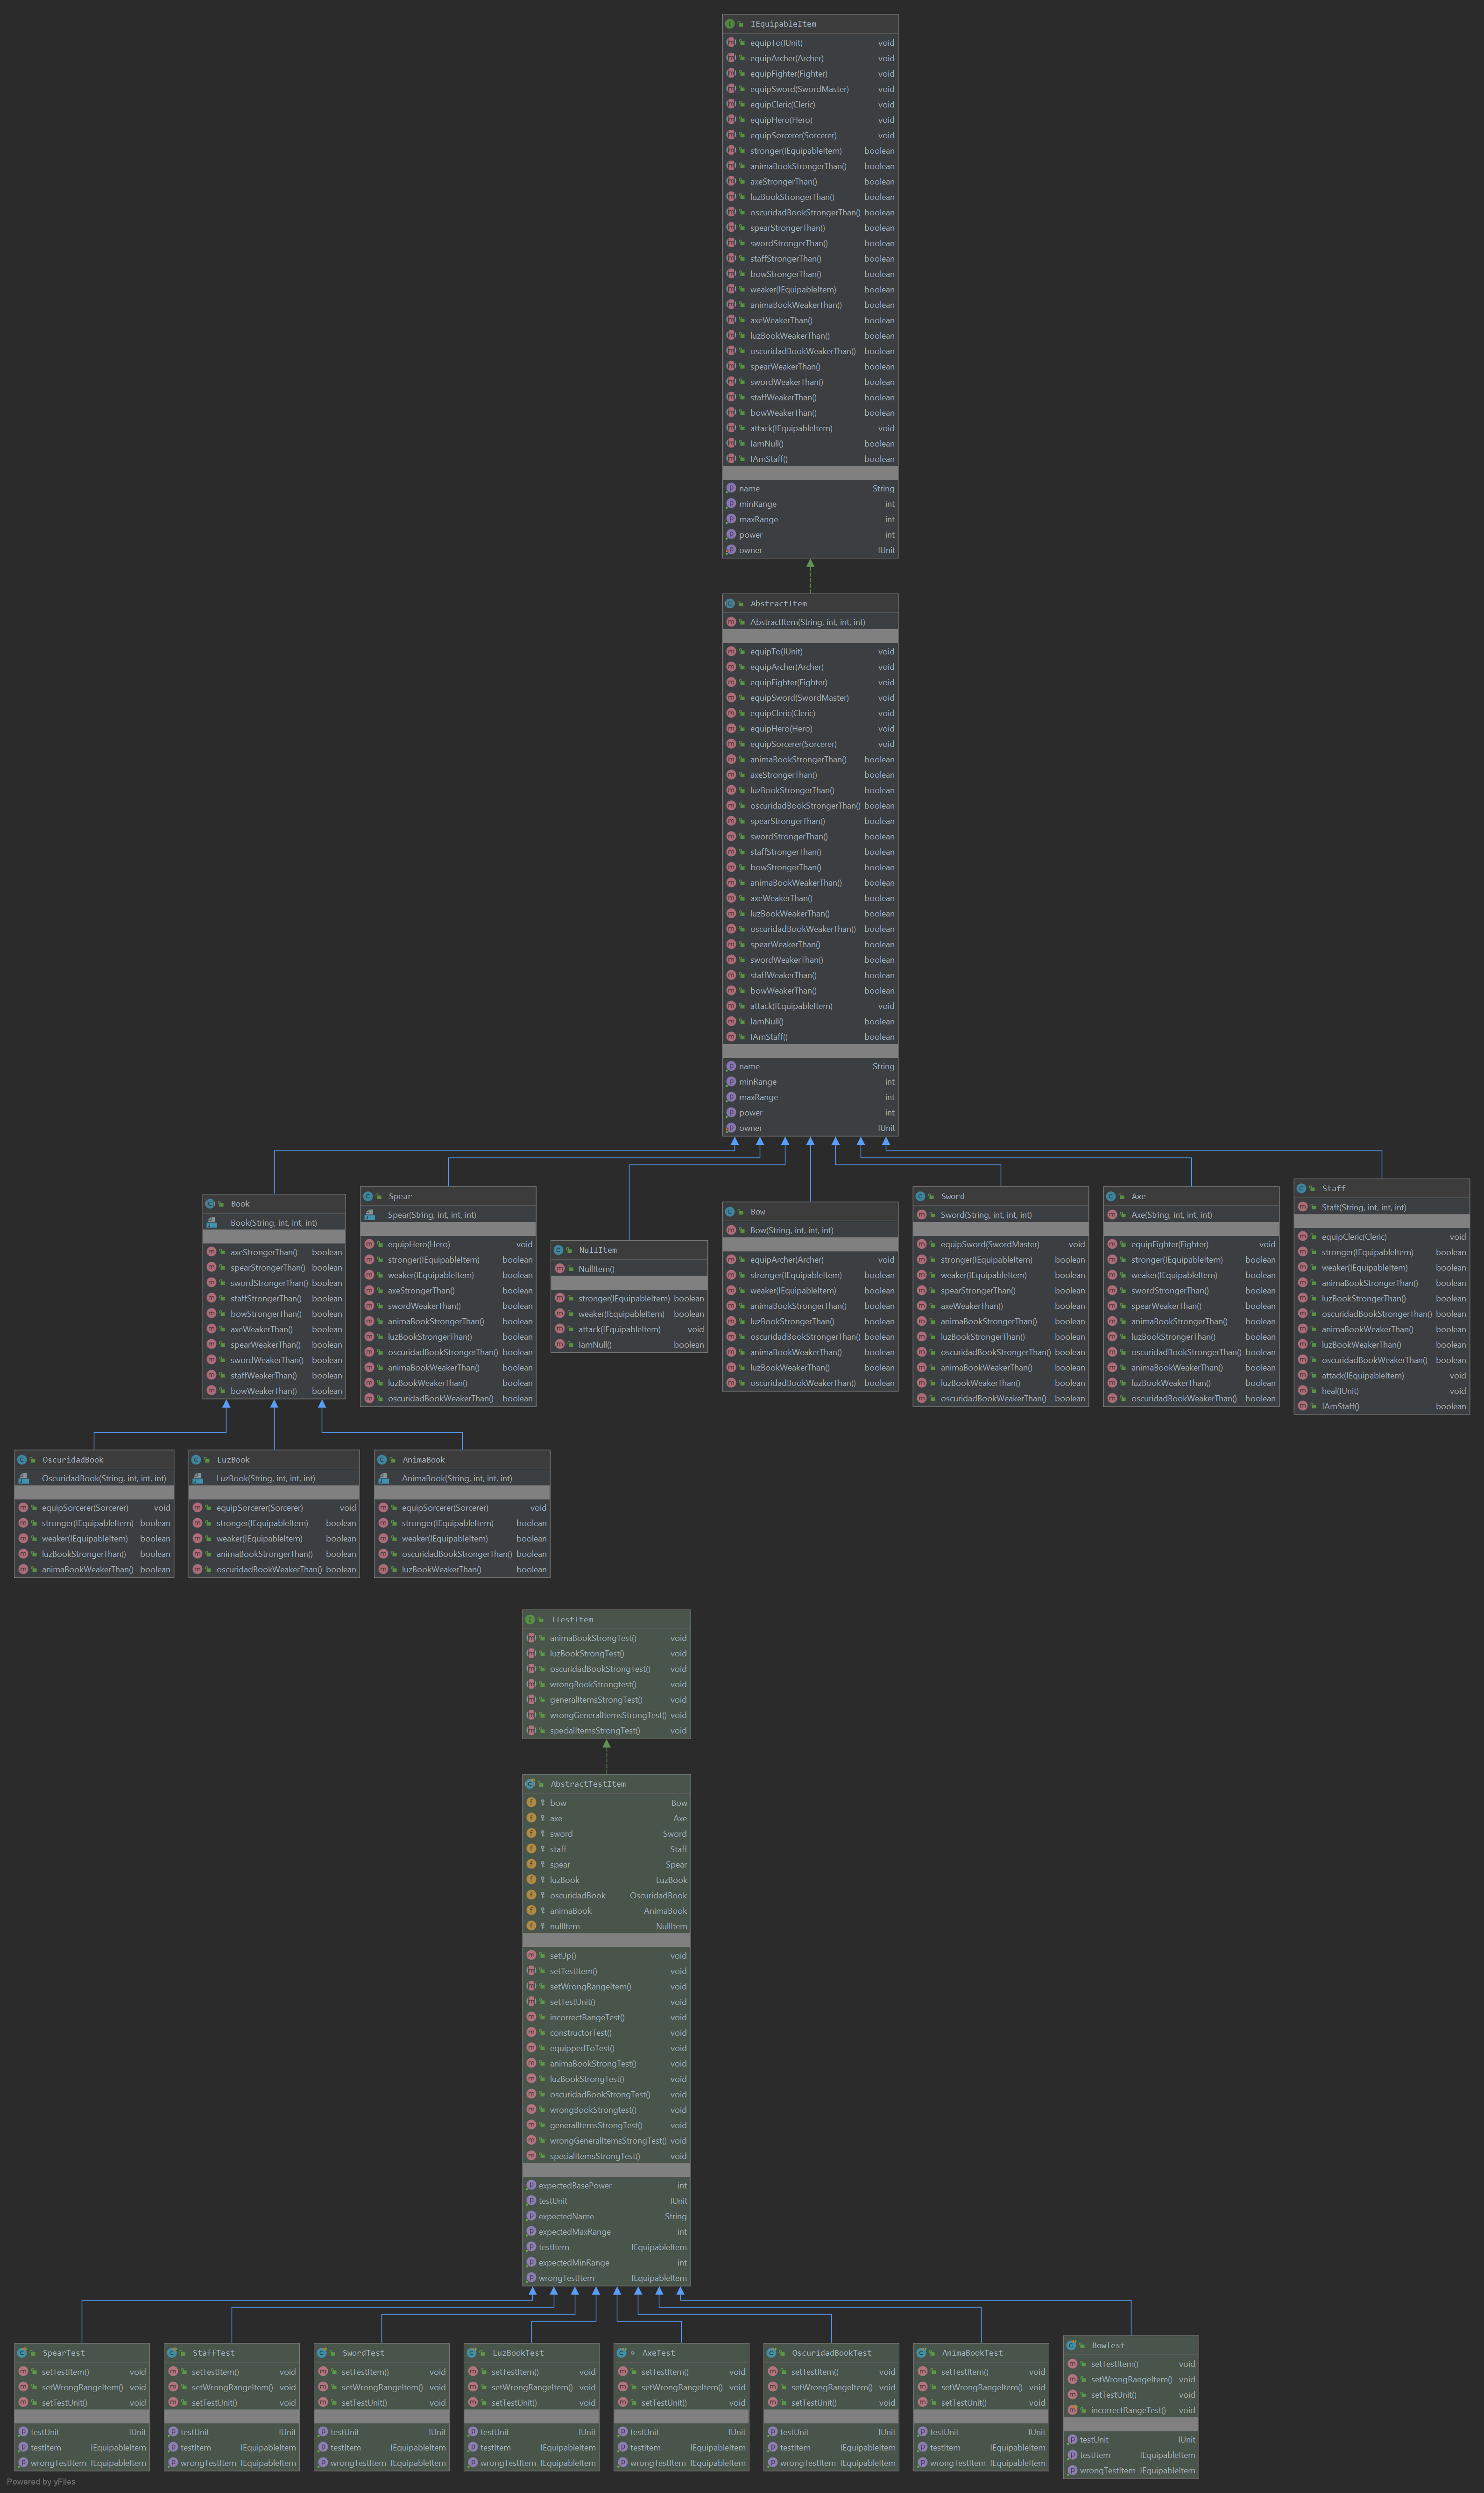 IEquipableItem
equipTo(IUnit) void
equipArcher(Archer) void
equipFighter(Fighter) void
equipSword(SwordMaster) void
equipCleric(Cleric) void
equipHero(Hero) void
equipSorcerer(Sorcerer) void
stronger(IEquipableItem) boolean
animaBookStrongerThan() boolean
axeStrongerThan() boolean
luzBookStrongerThan() boolean
oscuridadBookStrongerThan() boolean
spearStrongerThan() boolean
swordStrongerThan() boolean
staffStrongerThan() boolean
bowStrongerThan() boolean
weaker(IEquipableItem) boolean
animaBookWeakerThan() boolean
axeWeakerThan() boolean
luzBookWeakerThan() boolean
oscuridadBookWeakerThan() boolean
spearWeakerThan() boolean
swordWeakerThan() boolean
staffWeakerThan() boolean
bowWeakerThan() boolean
attack(IEquipableItem) void
IamNull() boolean
IAmStaff() boolean
name String
minRange int
maxRange int
power int
owner IUnit
AbstractItem
AbstractItem(String, int, int, int)
equipTo(IUnit) void
equipArcher(Archer) void
equipFighter(Fighter) void
equipSword(SwordMaster) void
equipCleric(Cleric) void
equipHero(Hero) void
equipSorcerer(Sorcerer) void
animaBookStrongerThan() boolean
axeStrongerThan() boolean
luzBookStrongerThan() boolean
oscuridadBookStrongerThan() boolean
spearStrongerThan() boolean
swordStrongerThan() boolean
staffStrongerThan() boolean
bowStrongerThan() boolean
animaBookWeakerThan() boolean
axeWeakerThan() boolean
luzBookWeakerThan() boolean
oscuridadBookWeakerThan() boolean
spearWeakerThan() boolean
swordWeakerThan() boolean
staffWeakerThan() boolean
bowWeakerThan() boolean
attack(IEquipableItem) void
IamNull() boolean
IAmStaff() boolean
name String
minRange int
maxRange int
power int
owner IUnit
Book
Book(String, int, int, int)
axeStrongerThan() boolean
spearStrongerThan() boolean
swordStrongerThan() boolean
staffStrongerThan() boolean
bowStrongerThan() boolean
axeWeakerThan() boolean
spearWeakerThan() boolean
swordWeakerThan() boolean
staffWeakerThan() boolean
bowWeakerThan() boolean
Spear
Spear(String, int, int, int)
equipHero(Hero) void
stronger(IEquipableItem) boolean
weaker(IEquipableItem) boolean
axeStrongerThan() boolean
swordWeakerThan() boolean
animaBookStrongerThan() boolean
luzBookStrongerThan() boolean
oscuridadBookStrongerThan() boolean
animaBookWeakerThan() boolean
luzBookWeakerThan() boolean
oscuridadBookWeakerThan() boolean
NullItem
NullItem()
stronger(IEquipableItem) boolean
weaker(IEquipableItem) boolean
attack(IEquipableItem) void
IamNull() boolean
Bow
Bow(String, int, int, int)
equipArcher(Archer) void
stronger(IEquipableItem) boolean
weaker(IEquipableItem) boolean
animaBookStrongerThan() boolean
luzBookStrongerThan() boolean
oscuridadBookStrongerThan() boolean
animaBookWeakerThan() boolean
luzBookWeakerThan() boolean
oscuridadBookWeakerThan() boolean
Sword
Sword(String, int, int, int)
equipSword(SwordMaster) void
stronger(IEquipableItem) boolean
weaker(IEquipableItem) boolean
spearStrongerThan() boolean
axeWeakerThan() boolean
animaBookStrongerThan() boolean
luzBookStrongerThan() boolean
oscuridadBookStrongerThan() boolean
animaBookWeakerThan() boolean
luzBookWeakerThan() boolean
oscuridadBookWeakerThan() boolean
Axe
Axe(String, int, int, int)
equipFighter(Fighter) void
stronger(IEquipableItem) boolean
weaker(IEquipableItem) boolean
swordStrongerThan() boolean
spearWeakerThan() boolean
animaBookStrongerThan() boolean
luzBookStrongerThan() boolean
oscuridadBookStrongerThan() boolean
animaBookWeakerThan() boolean
luzBookWeakerThan() boolean
oscuridadBookWeakerThan() boolean
Staff
Staff(String, int, int, int)
equipCleric(Cleric) void
stronger(IEquipableItem) boolean
weaker(IEquipableItem) boolean
animaBookStrongerThan() boolean
luzBookStrongerThan() boolean
oscuridadBookStrongerThan() boolean
animaBookWeakerThan() boolean
luzBookWeakerThan() boolean
oscuridadBookWeakerThan() boolean
attack(IEquipableItem) void
heal(IUnit) void
IAmStaff() boolean
OscuridadBook
OscuridadBook(String, int, int, int)
equipSorcerer(Sorcerer) void
stronger(IEquipableItem) boolean
weaker(IEquipableItem) boolean
luzBookStrongerThan() boolean
animaBookWeakerThan() boolean
LuzBook
LuzBook(String, int, int, int)
equipSorcerer(Sorcerer) void
stronger(IEquipableItem) boolean
weaker(IEquipableItem) boolean
animaBookStrongerThan() boolean
oscuridadBookWeakerThan() boolean
AnimaBook
AnimaBook(String, int, int, int)
equipSorcerer(Sorcerer) void
stronger(IEquipableItem) boolean
weaker(IEquipableItem) boolean
oscuridadBookStrongerThan() boolean
luzBookWeakerThan() boolean
ITestItem
animaBookStrongTest() void
luzBookStrongTest() void
oscuridadBookStrongTest() void
wrongBookStrongtest() void
generalItemsStrongTest() void
wrongGeneralItemsStrongTest() void
specialItemsStrongTest() void
AbstractTestItem
bow Bow
axe Axe
sword Sword
staff Staff
spear Spear
luzBook LuzBook
oscuridadBook OscuridadBook
animaBook AnimaBook
nullItem NullItem
setUp() void
setTestItem() void
setWrongRangeItem() void
setTestUnit() void
incorrectRangeTest() void
constructorTest() void
equippedToTest() void
animaBookStrongTest() void
luzBookStrongTest() void
oscuridadBookStrongTest() void
wrongBookStrongtest() void
generalItemsStrongTest() void
wrongGeneralItemsStrongTest() void
specialItemsStrongTest() void
expectedBasePower int
testUnit IUnit
expectedName String
expectedMaxRange int
testItem IEquipableItem
expectedMinRange int
wrongTestItem IEquipableItem
SpearTest
setTestItem() void
setWrongRangeItem() void
setTestUnit() void
testUnit IUnit
testItem IEquipableItem
wrongTestItem IEquipableItem
StaffTest
setTestItem() void
setWrongRangeItem() void
setTestUnit() void
testUnit IUnit
testItem IEquipableItem
wrongTestItem IEquipableItem
SwordTest
setTestItem() void
setWrongRangeItem() void
setTestUnit() void
testUnit IUnit
testItem IEquipableItem
wrongTestItem IEquipableItem
LuzBookTest
setTestItem() void
setWrongRangeItem() void
setTestUnit() void
testUnit IUnit
testItem IEquipableItem
wrongTestItem IEquipableItem
AxeTest
setTestItem() void
setWrongRangeItem() void
setTestUnit() void
testUnit IUnit
testItem IEquipableItem
wrongTestItem IEquipableItem
OscuridadBookTest
setTestItem() void
setWrongRangeItem() void
setTestUnit() void
testUnit IUnit
testItem IEquipableItem
wrongTestItem IEquipableItem
AnimaBookTest
setTestItem() void
setWrongRangeItem() void
setTestUnit() void
testUnit IUnit
testItem IEquipableItem
wrongTestItem IEquipableItem
BowTest
setTestItem() void
setWrongRangeItem() void
setTestUnit() void
incorrectRangeTest() void
testUnit IUnit
testItem IEquipableItem
wrongTestItem IEquipableItem
Powered by yFiles